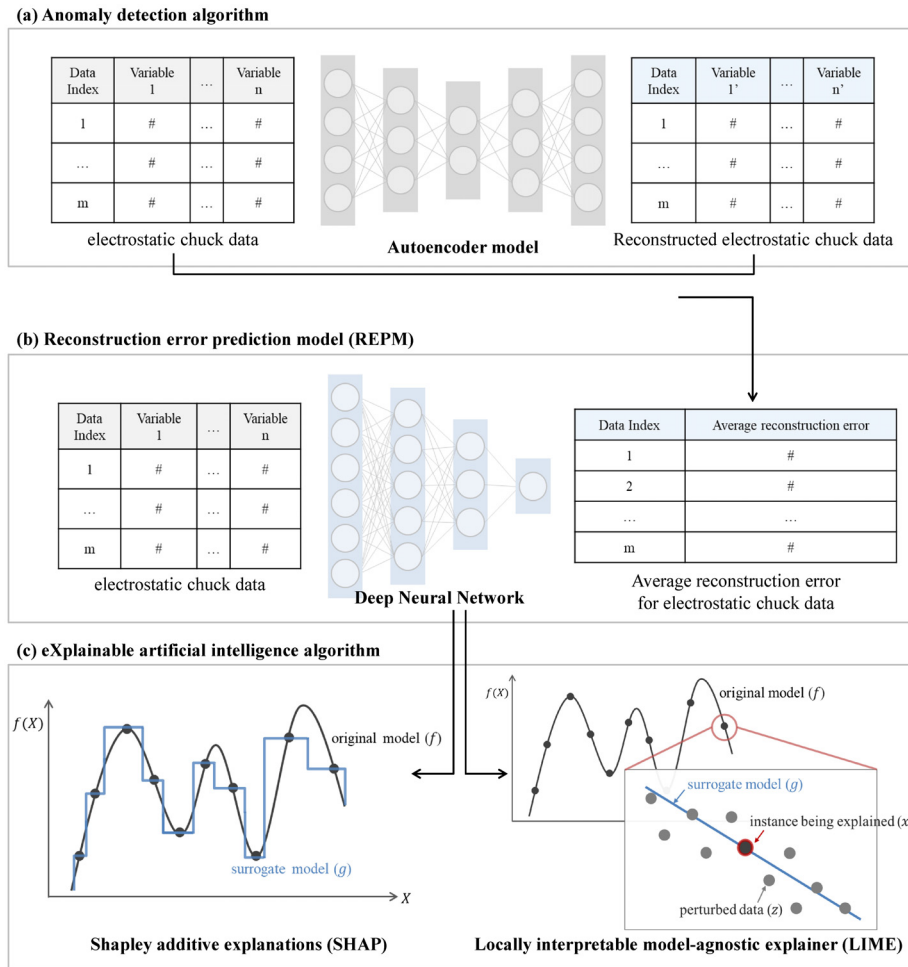 (a) Anomaly detection algorithm
Data Index Variable 1 … Variable n
1 # … #
… # … #
m # … #
electrostatic chuck data
Autoencoder model
Data Index Variable 1’ … Variable n’
1 # … #
… # … #
m # … #
Reconstructed electrostatic chuck data
(b) Reconstruction error prediction model (REPM)
Data Index Variable 1 … Variable n
1 # … #
… # … #
m # … #
electrostatic chuck data
Deep Neural Network
Data Index Average reconstruction error
1 #
2 #
… …
m #
Average reconstruction error
for electrostatic chuck data
(c) eXplainable artificial intelligence algorithm
f(X)
original model (f)
surrogate model (g)
X
Shapley additive explanations (SHAP)
f(X)
original model (f)
surrogate model (g)
instance being explained (x
perturbed data (z)
Locally interpretable model-agnostic explainer (LIME)